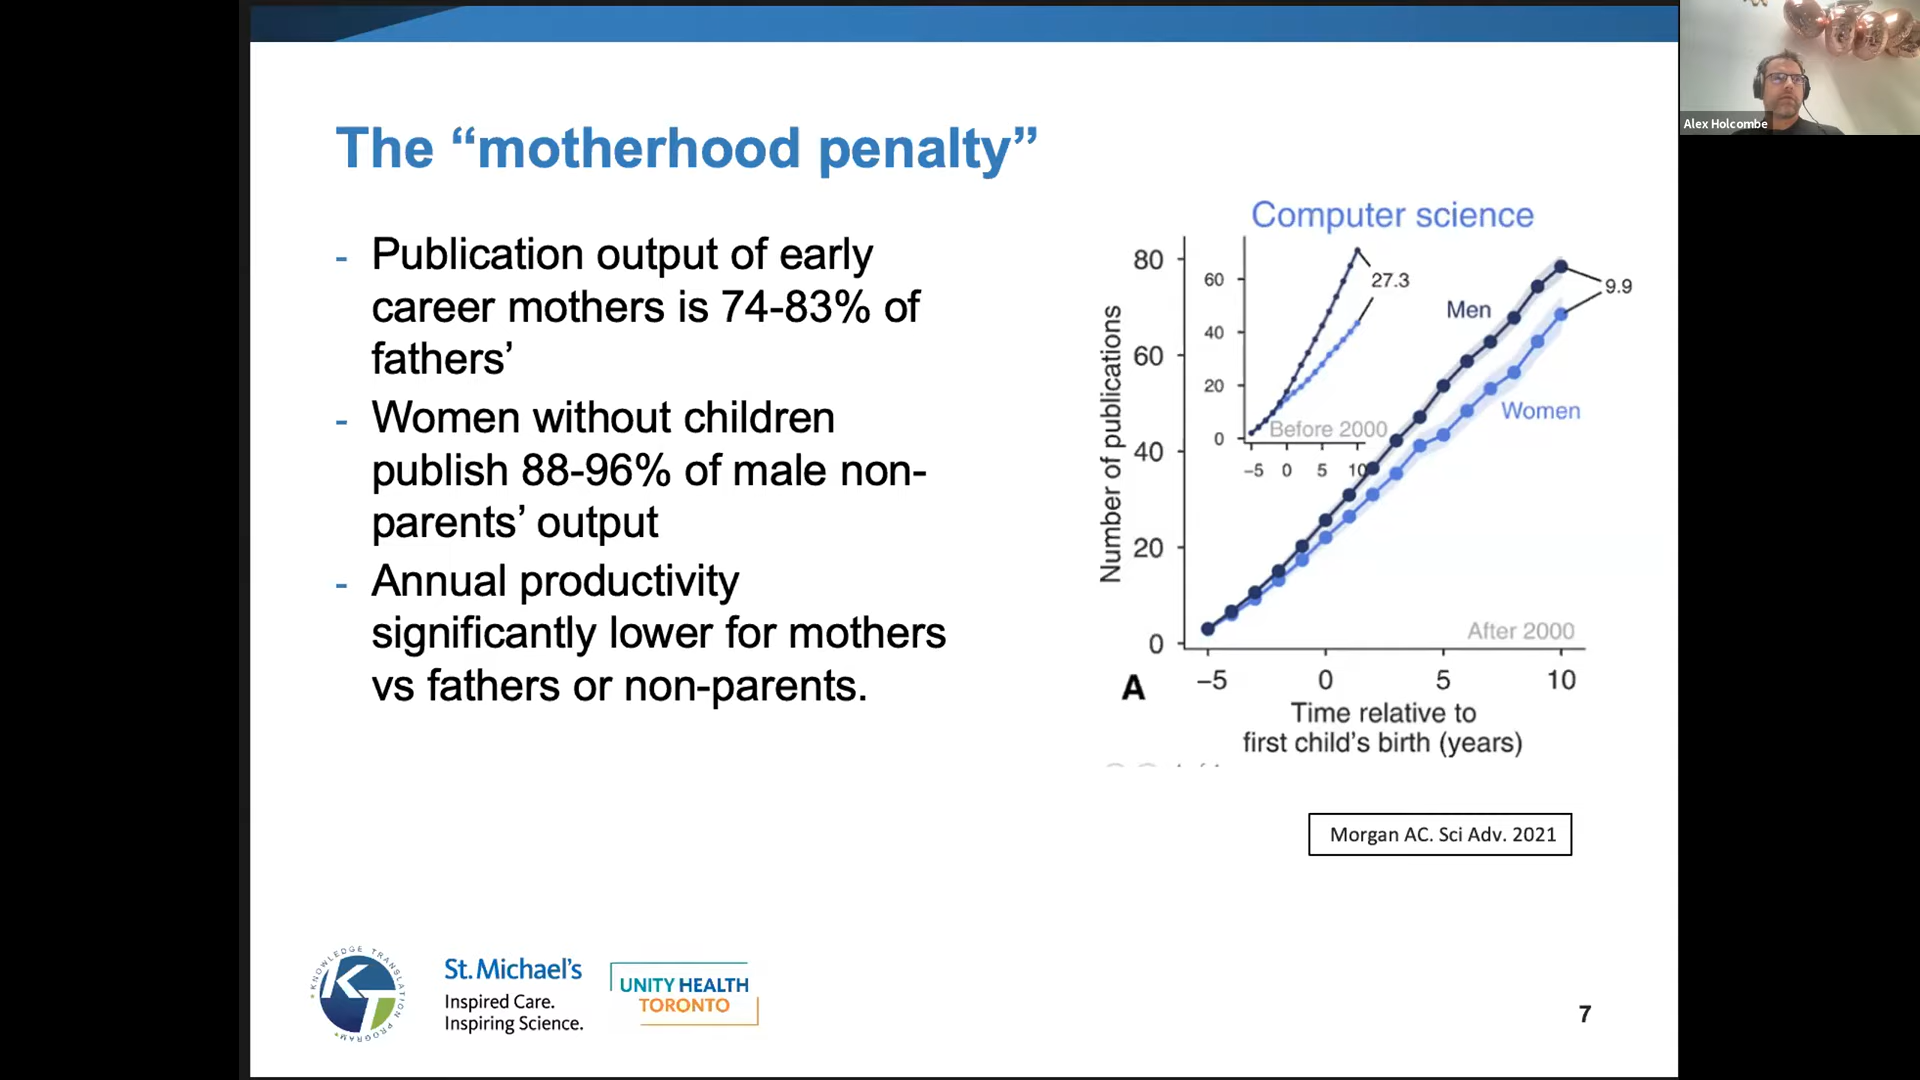 Alex Holcombe
The “motherhood penalty”
- Publication output of early
career mothers is 74-83% of
fathers’
- Women without children
publish 88-96% of male non-
parents’ output
- Annual productivity
significantly lower for mothers
vs fathers or non-parents.
Computer science
Number of publications
80
60
40
20
0
60
40
20
0
27.3
Before 2000
-5 0 5 10
Men
9.9
Women
After 2000
A
-5 0 5 10
Time relative to
first child’s birth (years)
Morgan AC. Sci Adv. 2021
KNOWLEDGE TRANSLATION PROGRAM
KT
St. Michael’s
Inspired Care.
Inspiring Science.
UNITY HEALTH
TORONTO
7